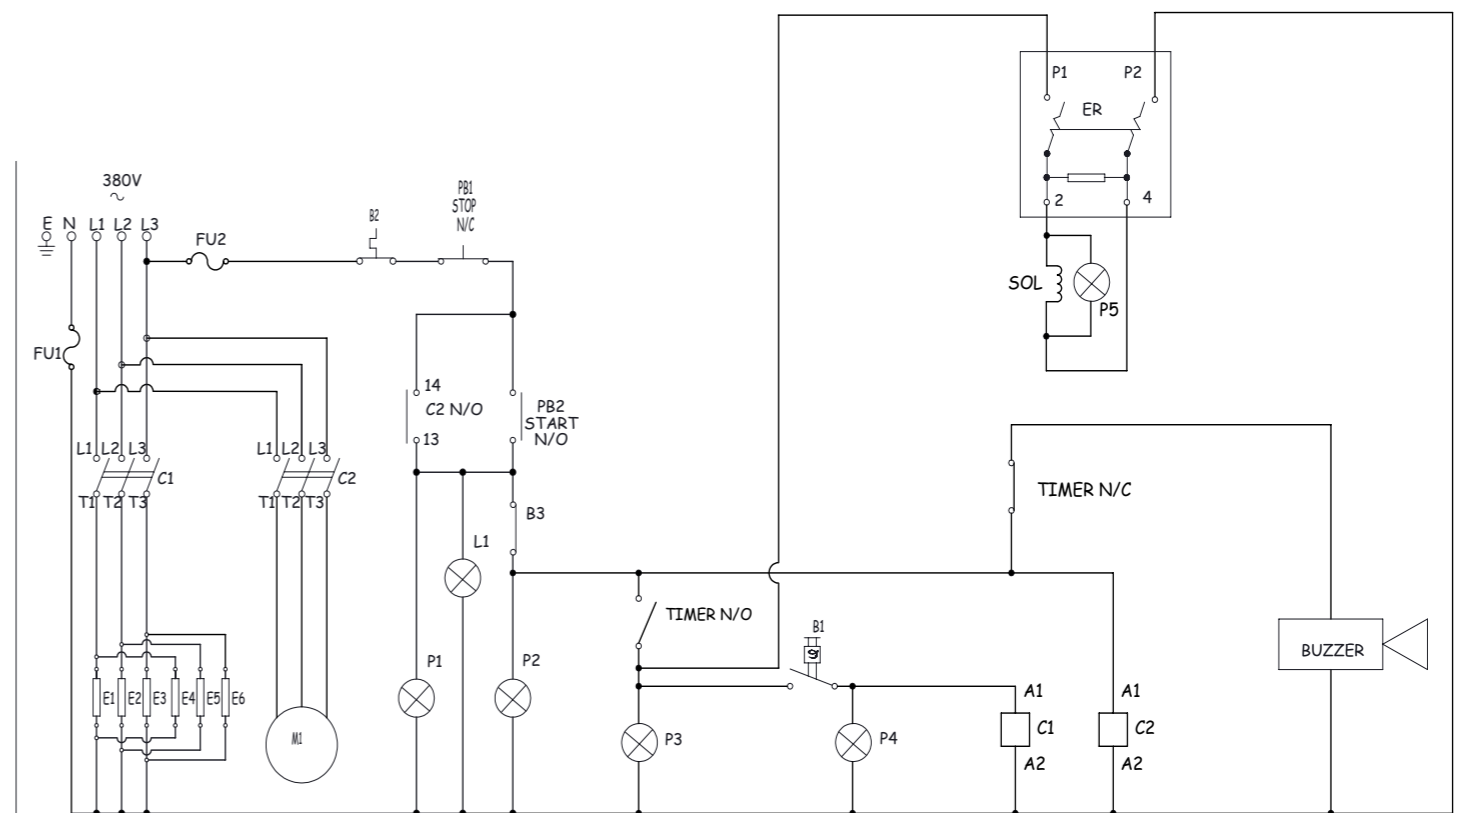 P1 P2
ER
2 4
SOL
P5
380V
~
E N L1 L2 L3
FU2
B2
PB1
STOP
N/C
FU1
14
C2 N/O
13
PB2
START
N/O
L1 L2 L3
C1
T1 T2 T3
L1 L2 L3
C2
T1 T2 T3
B3
L1
TIMER N/C
TIMER N/O
B1
P1
P2
E1 E2 E3 E4 E5 E6
M1
P3
P4
A1
C1
A2
A1
C2
A2
BUZZER